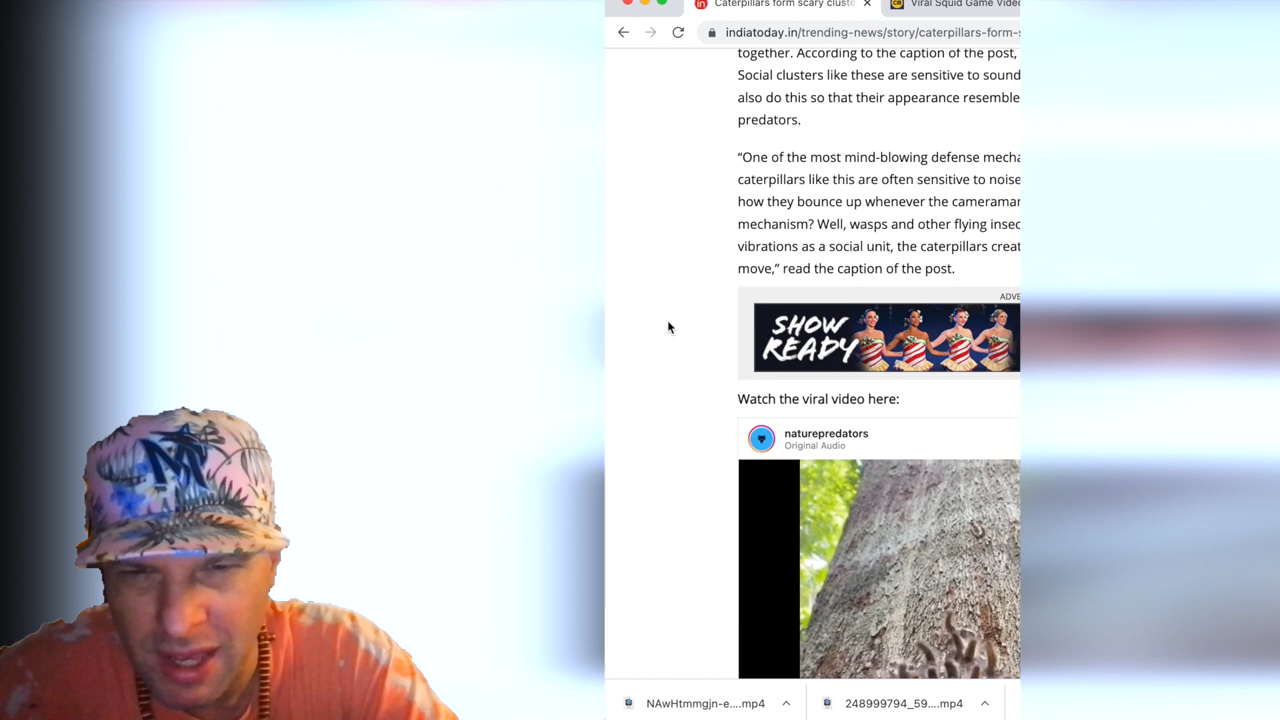 Caterpillars form scary cluste
Viral Squid Game Video
indiatoday.in/trending-news/story/caterpillars-form-s
together. According to the caption of the post,
Social clusters like these are sensitive to sound
also do this so that their appearance resemble
predators.
“One of the most mind-blowing defense mecha
caterpillars like this are often sensitive to noise
how they bounce up whenever the cameraman
mechanism? Well, wasps and other flying insec
vibrations as a social unit, the caterpillars creat
move,” read the caption of the post.
ADVE
SHOW
READY
Watch the viral video here:
naturepredators
Original Audio
NAwHtmmgjn-e....mp4
248999794_59....mp4